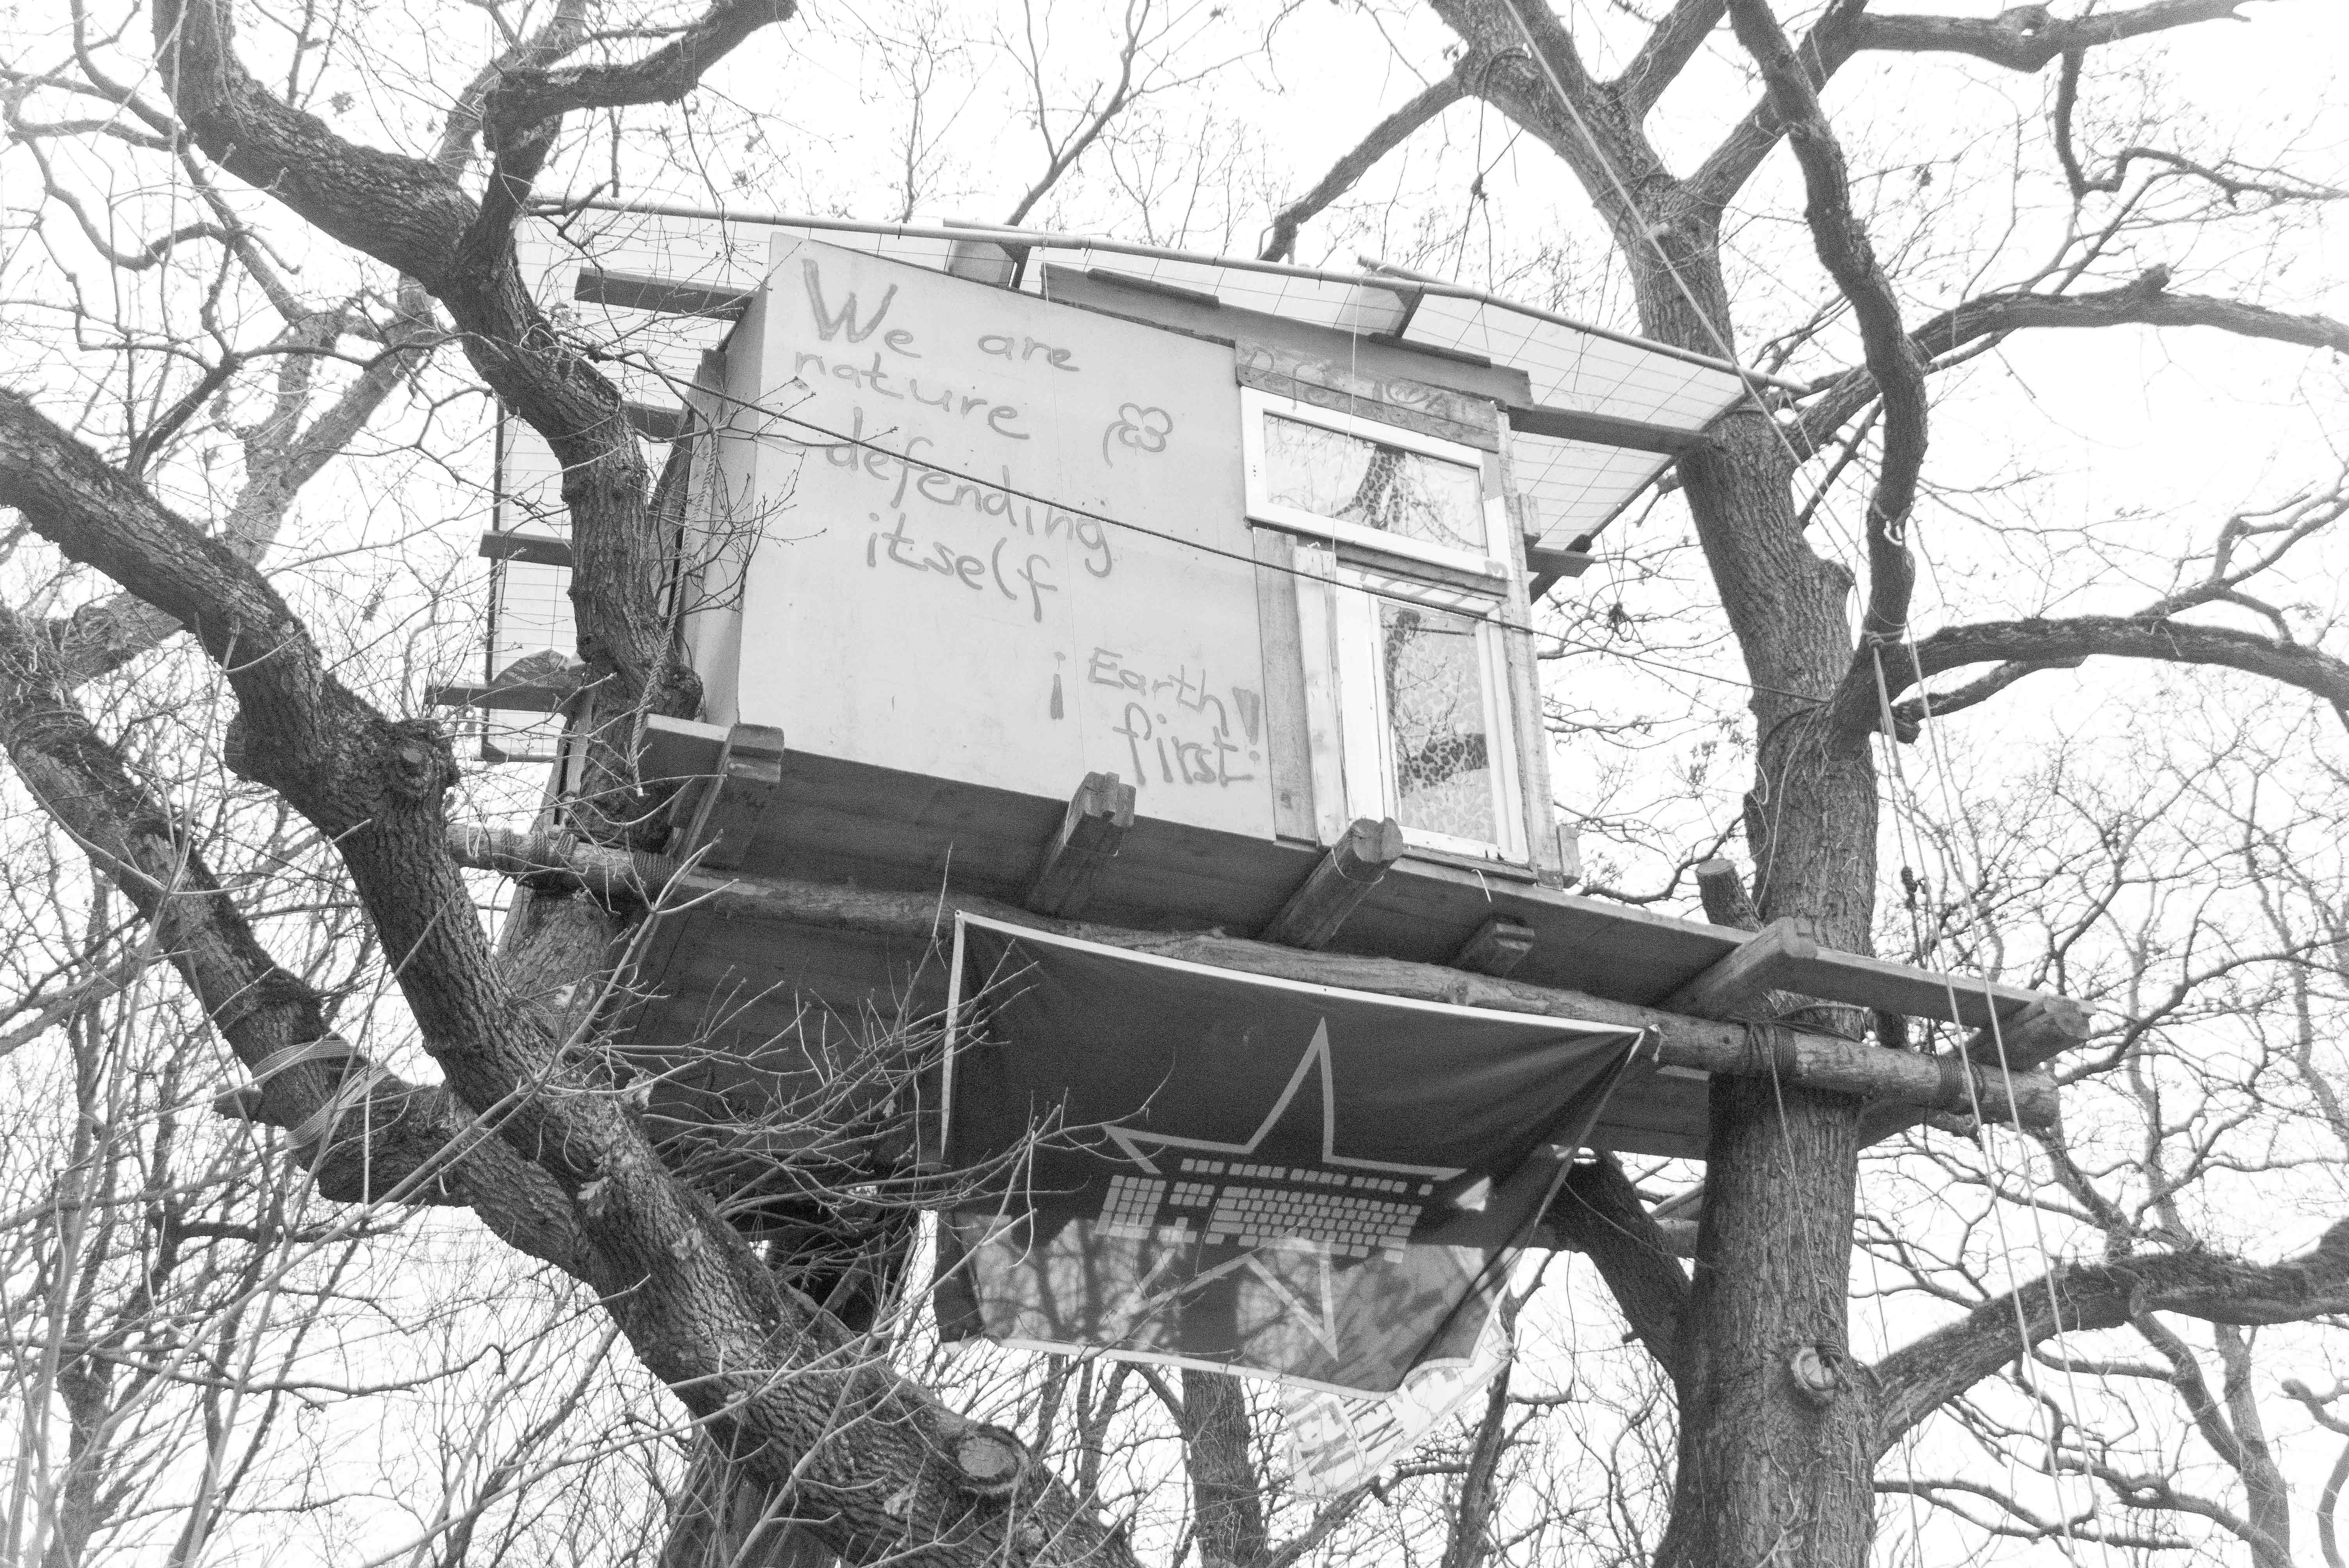 We are
nature
defending
itself
¡ Earth
first!